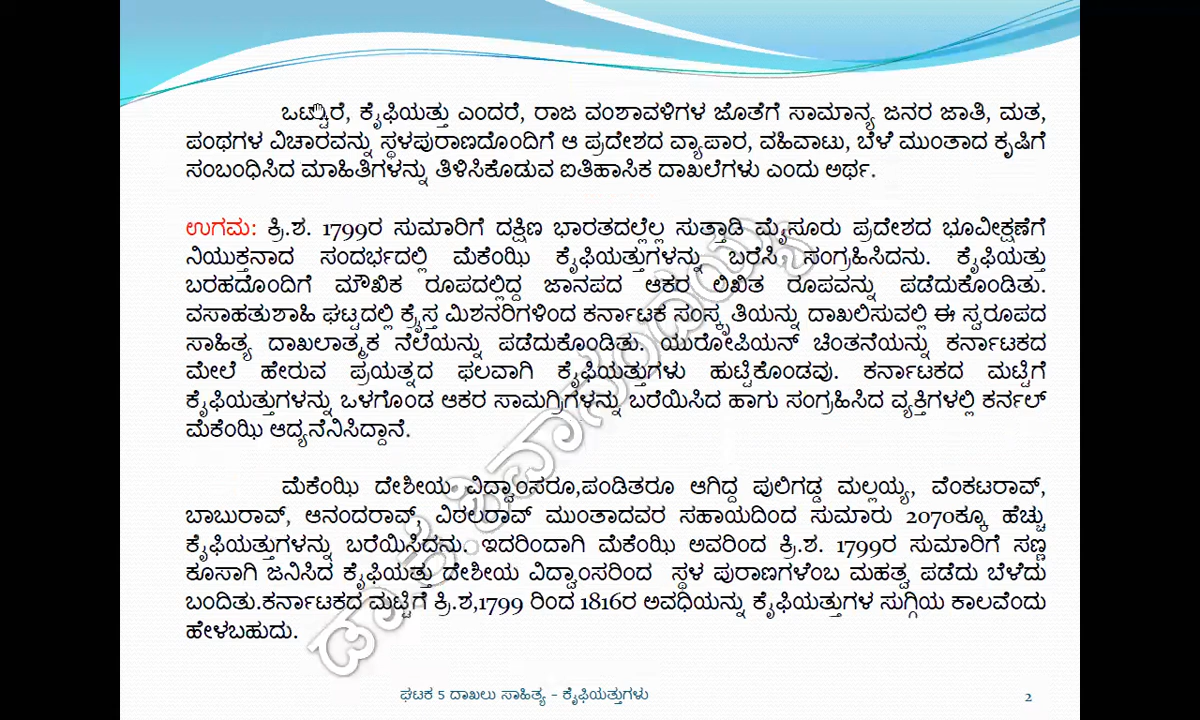 ಒಟ್ಟಾರೆ, ಕೈಫಿಯತ್ತು ಎಂದರೆ, ರಾಜ ವಂಶಾವಳಿಗಳ ಜೊತೆಗೆ ಸಾಮಾನ್ಯ ಜನರ ಜಾತಿ, ಮತ,
ಪಂಥಗಳ ವಿಚಾರವನ್ನು ಸ್ಥಳಪುರಾಣದೊಂದಿಗೆ ಆ ಪ್ರದೇಶದ ವ್ಯಾಪಾರ, ವಹಿವಾಟು, ಬೆಳೆ ಮುಂತಾದ ಕೃಷಿಗೆ
ಸಂಬಂಧಿಸಿದ ಮಾಹಿತಿಗಳನ್ನು ತಿಳಿಸಿಕೊಡುವ ಐತಿಹಾಸಿಕ ದಾಖಲೆಗಳು ಎಂದು ಅರ್ಥ.
ಉಗಮ: ಕ್ರಿ.ಶ. 1799ರ ಸುಮಾರಿಗೆ ದಕ್ಷಿಣ ಭಾರತದಲ್ಲೆಲ್ಲ ಸುತ್ತಾಡಿ ಮೈಸೂರು ಪ್ರದೇಶದ ಭೂವೀಕ್ಷಣೆಗೆ
ನಿಯುಕ್ತನಾದ ಸಂದರ್ಭದಲ್ಲಿ ಮೆಕೆಂಝಿ ಕೈಫಿಯತ್ತುಗಳನ್ನು ಬರೆಸಿ ಸಂಗ್ರಹಿಸಿದನು. ಕೈಫಿಯತ್ತು
ಬರಹದೊಂದಿಗೆ ಮೌಖಿಕ ರೂಪದಲ್ಲಿದ್ದ ಜಾನಪದ ಆಕರ ಲಿಖಿತ ರೂಪವನ್ನು ಪಡೆದುಕೊಂಡಿತು.
ವಸಾಹತುಶಾಹಿ ಘಟ್ಟದಲ್ಲಿ ಕ್ರೈಸ್ತ ಮಿಶನರಿಗಳಿಂದ ಕರ್ನಾಟಕ ಸಂಸ್ಕೃತಿಯನ್ನು ದಾಖಲಿಸುವಲ್ಲಿ ಈ ಸ್ವರೂಪದ
ಸಾಹಿತ್ಯ ದಾಖಲಾತ್ಮಕ ನೆಲೆಯನ್ನು ಪಡೆದುಕೊಂಡಿತು. ಯುರೋಪಿಯನ್ ಚಿಂತನೆಯನ್ನು ಕರ್ನಾಟಕದ
ಮೇಲೆ ಹೇರುವ ಪ್ರಯತ್ನದ ಫಲವಾಗಿ ಕೈಫಿಯತ್ತುಗಳು ಹುಟ್ಟಿಕೊಂಡವು. ಕರ್ನಾಟಕದ ಮಟ್ಟಿಗೆ
ಕೈಫಿಯತ್ತುಗಳನ್ನು ಒಳಗೊಂಡ ಆಕರ ಸಾಮಗ್ರಿಗಳನ್ನು ಬರೆಯಿಸಿದ ಹಾಗು ಸಂಗ್ರಹಿಸಿದ ವ್ಯಕ್ತಿಗಳಲ್ಲಿ ಕರ್ನಲ್
ಮೆಕೆಂಝಿ ಆದ್ಯನೆನಿಸಿದ್ದಾನೆ.
ಮೆಕೆಂಝಿ ದೇಶೀಯ ವಿದ್ವಾಂಸರೂ,ಪಂಡಿತರೂ ಆಗಿದ್ದ ಪುಲಿಗಡ್ಡ ಮಲ್ಲಯ್ಯ, ವೆಂಕಟರಾವ್,
ಬಾಬುರಾವ್, ಆನಂದರಾವ್, ವಿಠಲರಾವ್ ಮುಂತಾದವರ ಸಹಾಯದಿಂದ ಸುಮಾರು 2070ಕ್ಕೂ ಹೆಚ್ಚು
ಕೈಫಿಯತ್ತುಗಳನ್ನು ಬರೆಯಿಸಿದನು. ಇದರಿಂದಾಗಿ ಮೆಕೆಂಝಿ ಅವರಿಂದ ಕ್ರಿ.ಶ. 1799ರ ಸುಮಾರಿಗೆ ಸಣ್ಣ
ಕೂಸಾಗಿ ಜನಿಸಿದ ಕೈಫಿಯತ್ತು ದೇಶೀಯ ವಿದ್ವಾಂಸರಿಂದ ಸ್ಥಳ ಪುರಾಣಗಳೆಂಬ ಮಹತ್ವ ಪಡೆದು ಬೆಳೆದು
ಬಂದಿತು.ಕರ್ನಾಟಕದ ಮಟ್ಟಿಗೆ ಕ್ರಿ.ಶ,1799 ರಿಂದ 1816ರ ಅವಧಿಯನ್ನು ಕೈಫಿಯತ್ತುಗಳ ಸುಗ್ಗಿಯ ಕಾಲವೆಂದು
ಹೇಳಬಹುದು.
ಘಟಕ 5 ದಾಖಲು ಸಾಹಿತ್ಯ – ಕೈಫಿಯತ್ತುಗಳು
2